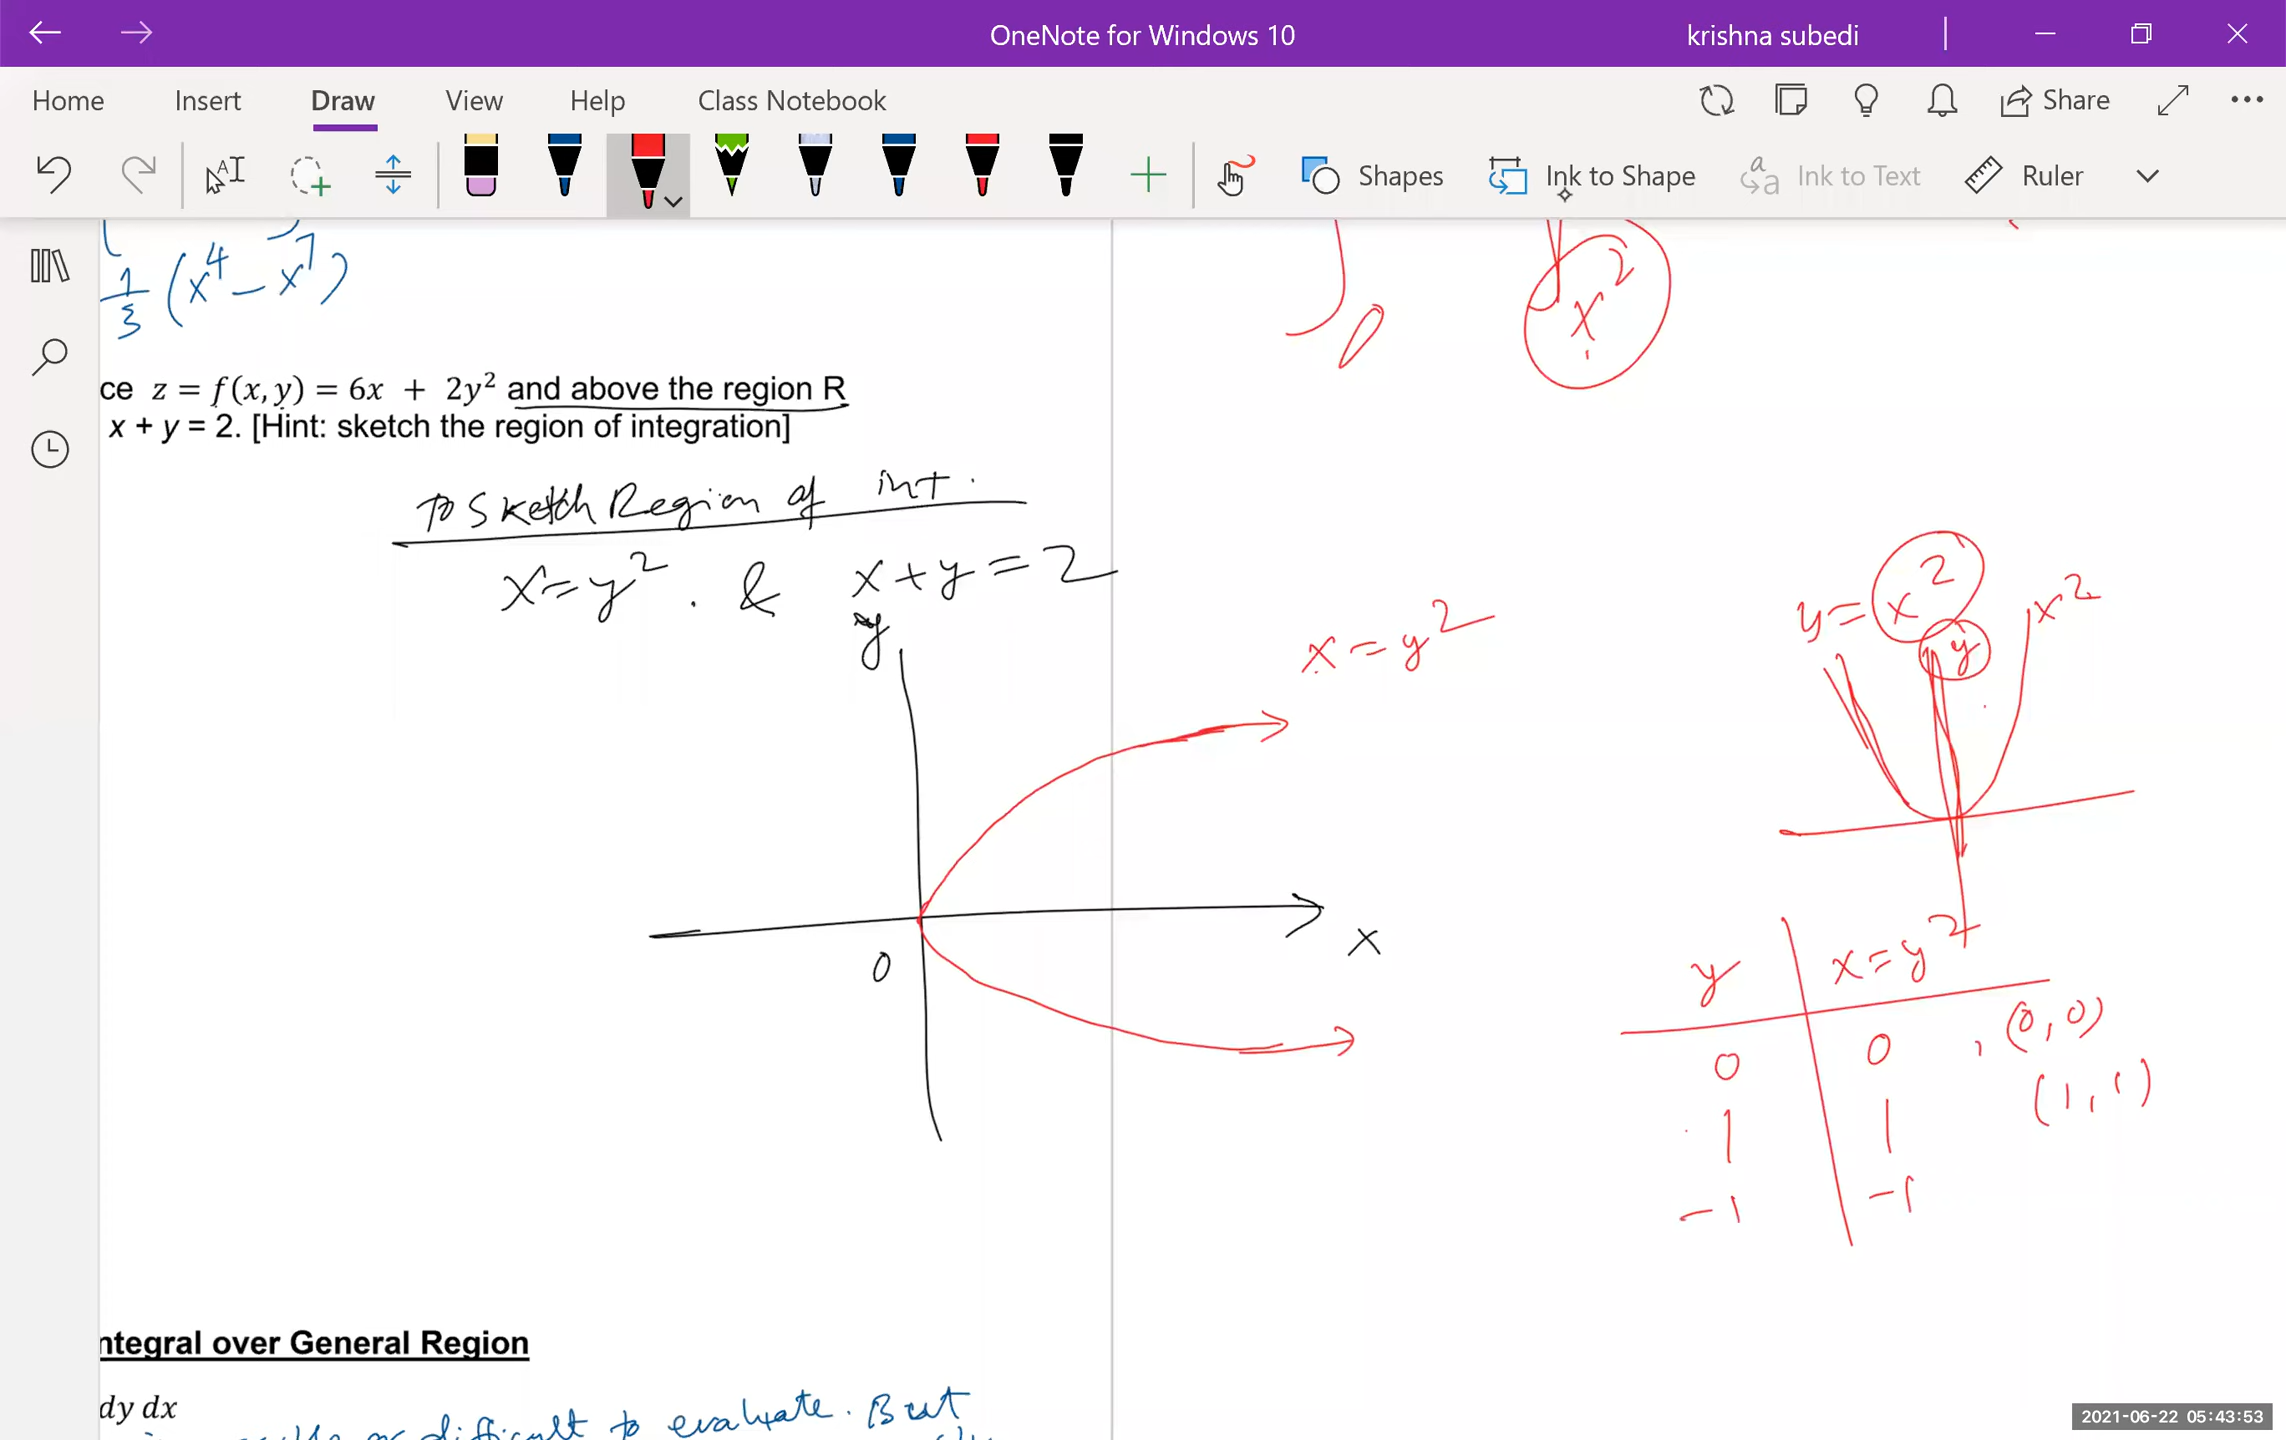 OneNote for Windows 10
krishna subedi
Home Insert Draw View Help Class Notebook Share
Shapes Ink to Shape Ink to Text Ruler
1/3 (x⁴ - x⁷)
0
x²
ce z = f(x, y) = 6x + 2y² and above the region R
x + y = 2. [Hint: sketch the region of integration]
To Sketch Region of int.
x = y². & x + y = 2
y
x = y²
y = x²
y
x²
0
x
y x = y²
0 0 , (0, 0)
1 1 (1, 1)
-1 -1
ntegral over General Region
dy dx
difficult to evaluate. But
2021-06-22 05:43:53